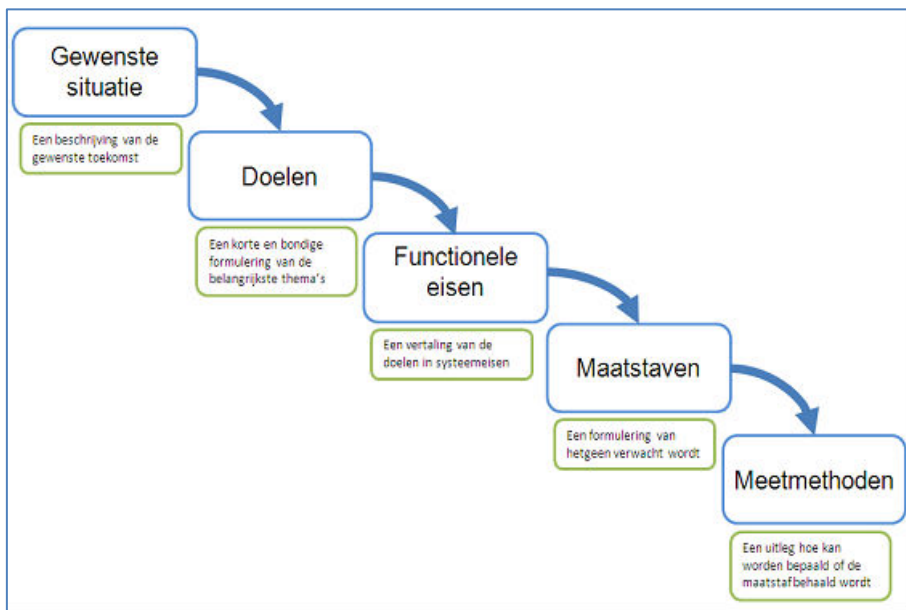 Gewenste
situatie
Een beschrijving van de
gewenste toekomst
Doelen
Een korte en bondige
formulering van de
belangrijkste thema's
Functionele
eisen
Een vertaling van de
doelen in systeemeisen
Maatstaven
Een formulering van
hetgeen verwacht wordt
Meetmethoden
Een uitleg hoe kan
worden bepaald of de
maatstaf behaald wordt